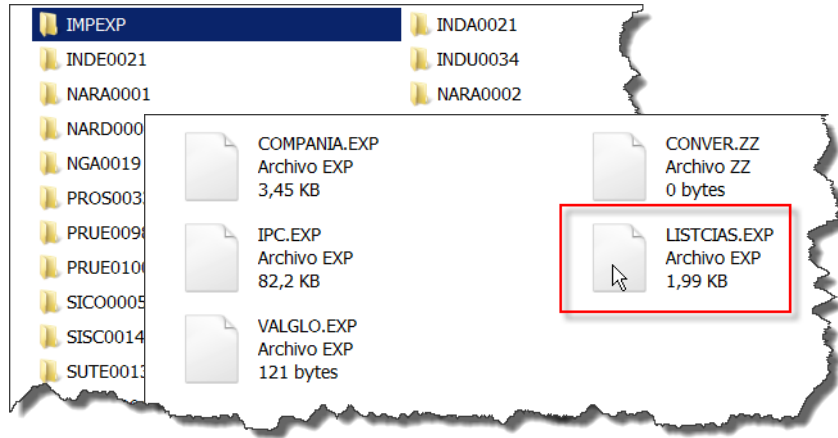 IMPEXP
INDA0021
INDE0021
INDU0034
NARA0001
NARA0002
NARD000
NGA0019
PROS003
PRUE009
PRUE010
SICO0005
SISC0014
SUTE001
COMPANIA.EXP
Archivo EXP
3,45 KB
CONVER.ZZ
Archivo ZZ
0 bytes
IPC.EXP
Archivo EXP
82,2 KB
LISTCIAS.EXP
Archivo EXP
1,99 KB
VALGLO.EXP
Archivo EXP
121 bytes